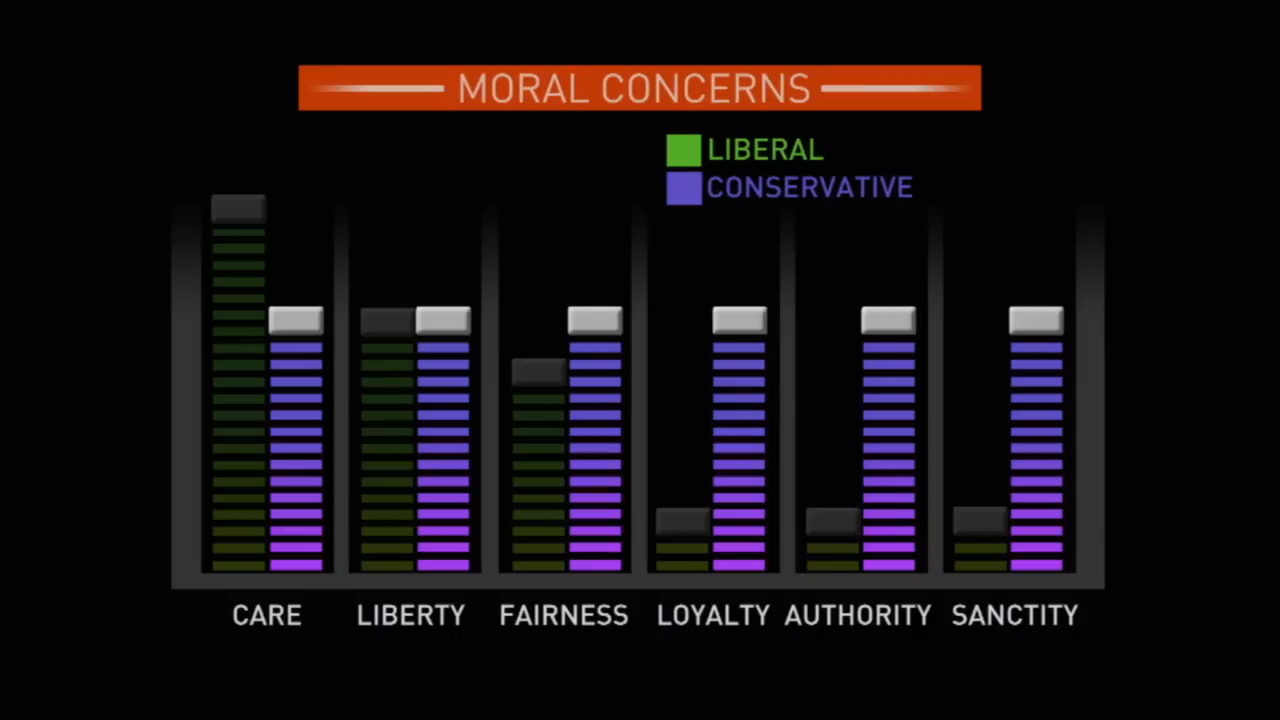 MORAL CONCERNS
LIBERAL
CONSERVATIVE
CARE LIBERTY FAIRNESS LOYALTY AUTHORITY SANCTITY